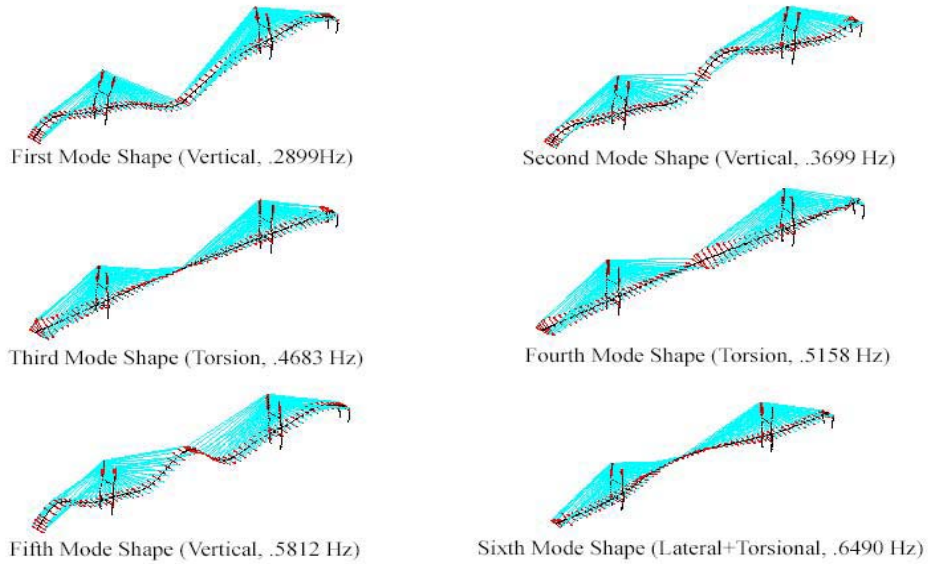 First Mode Shape (Vertical, .2899Hz)
Second Mode Shape (Vertical, .3699 Hz)
Third Mode Shape (Torsion, .4683 Hz)
Fourth Mode Shape (Torsion, .5158 Hz)
Fifth Mode Shape (Vertical, .5812 Hz)
Sixth Mode Shape (Lateral+Torsional, .6490 Hz)